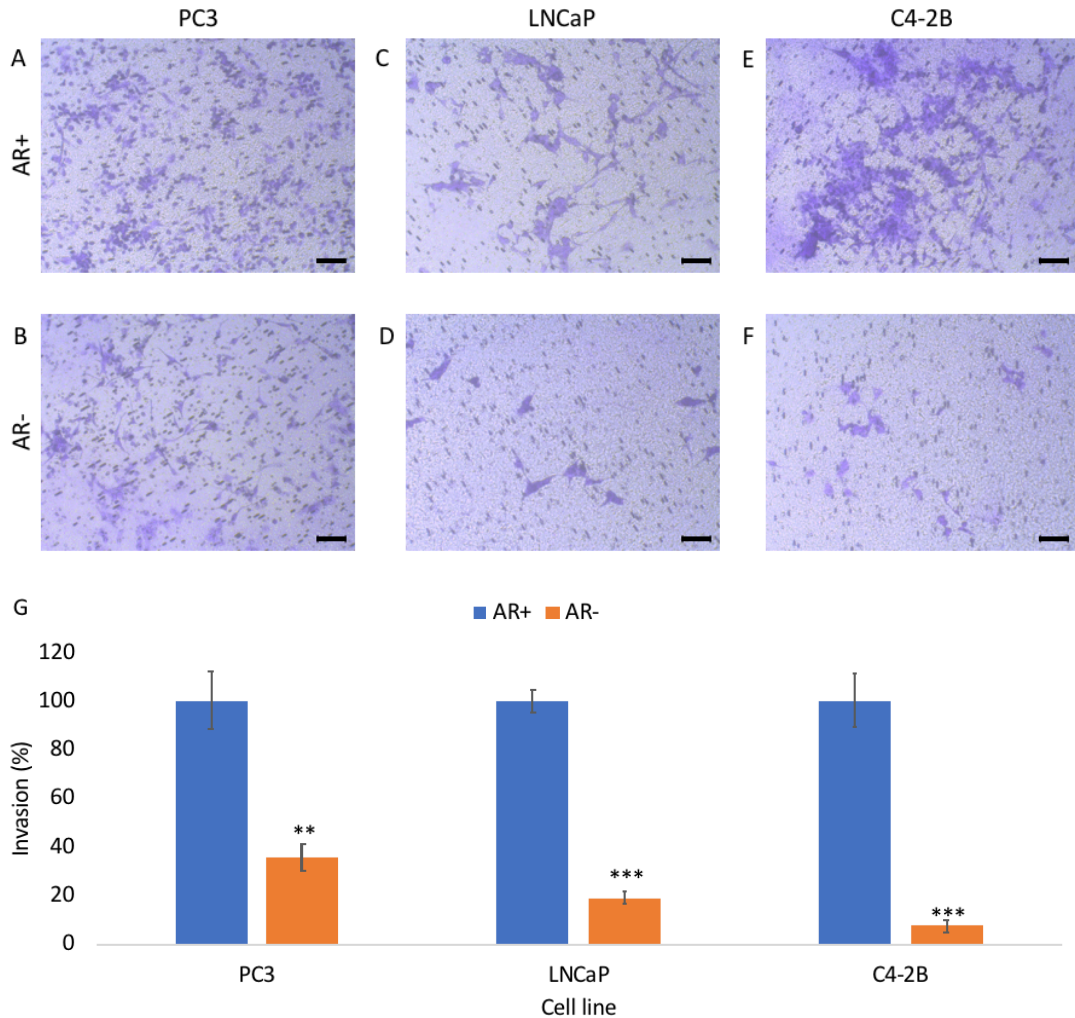 PC3 LNCaP C4-2B
A C E
AR+
B D F
AR-
G
AR+ AR-
120
100
80
60
40
20
0
Invasion (%)
**
***
***
PC3 LNCaP C4-2B
Cell line